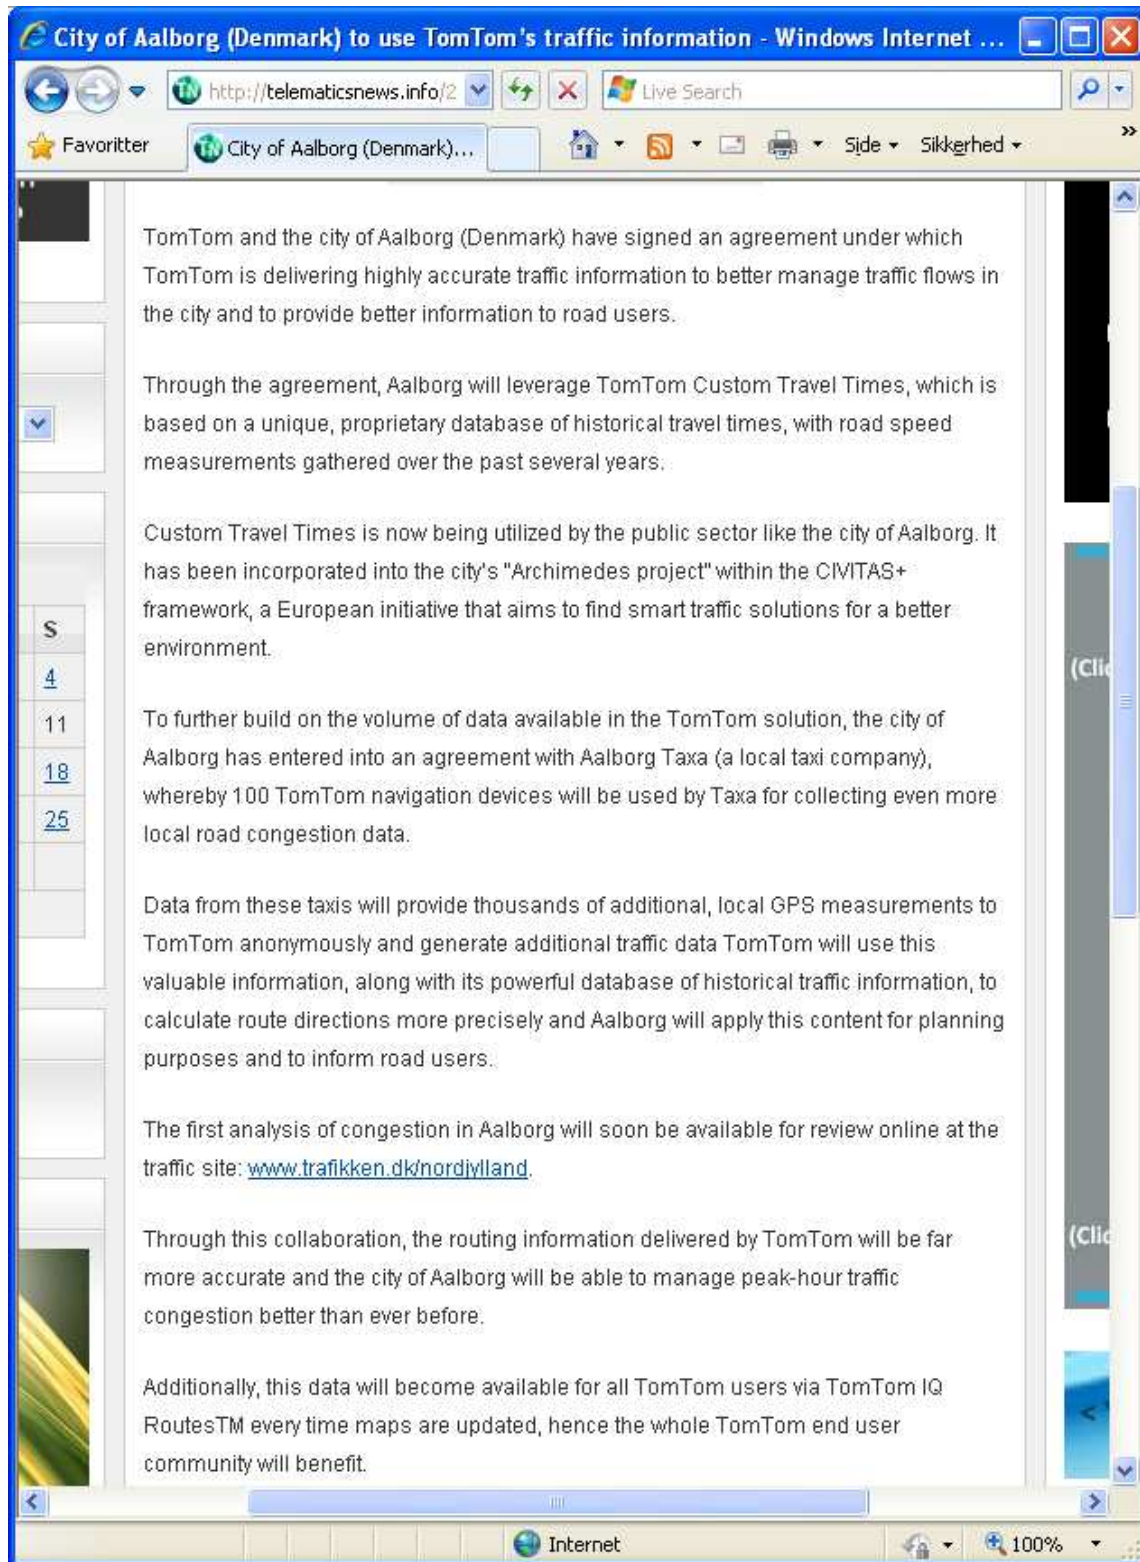 City of Aalborg (Denmark) to use TomTom's traffic information - Windows Internet ...
http://telematicsnews.info/2
Live Search
Favoritter
City of Aalborg (Denmark)...
Side
Sikkerhed
»
TomTom and the city of Aalborg (Denmark) have signed an agreement under which
TomTom is delivering highly accurate traffic information to better manage traffic flows in
the city and to provide better information to road users.
Through the agreement, Aalborg will leverage TomTom Custom Travel Times, which is
based on a unique, proprietary database of historical travel times, with road speed
measurements gathered over the past several years.
Custom Travel Times is now being utilized by the public sector like the city of Aalborg. It
has been incorporated into the city's "Archimedes project" within the CIVITAS+
framework, a European initiative that aims to find smart traffic solutions for a better
environment.
S
4
11
18
25
(Clic
To further build on the volume of data available in the TomTom solution, the city of
Aalborg has entered into an agreement with Aalborg Taxa (a local taxi company),
whereby 100 TomTom navigation devices will be used by Taxa for collecting even more
local road congestion data.
Data from these taxis will provide thousands of additional, local GPS measurements to
TomTom anonymously and generate additional traffic data TomTom will use this
valuable information, along with its powerful database of historical traffic information, to
calculate route directions more precisely and Aalborg will apply this content for planning
purposes and to inform road users.
The first analysis of congestion in Aalborg will soon be available for review online at the
traffic site: www.trafikken.dk/nordjylland.
Through this collaboration, the routing information delivered by TomTom will be far
more accurate and the city of Aalborg will be able to manage peak-hour traffic
congestion better than ever before.
(Clic
Additionally, this data will become available for all TomTom users via TomTom IQ
RoutesTM every time maps are updated, hence the whole TomTom end user
community will benefit.
Internet
100%